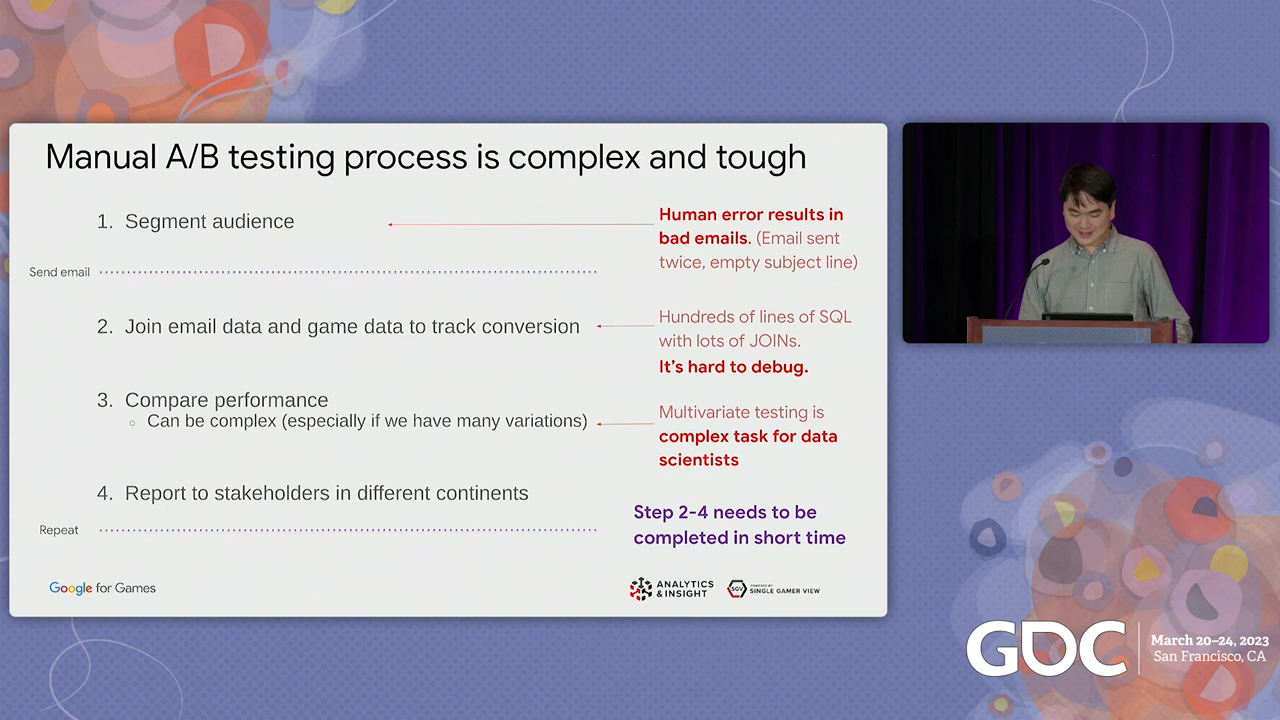 Manual A/B testing process is complex and tough
1. Segment audience
Human error results in
bad emails. (Email sent
twice, empty subject line)
Send email
2. Join email data and game data to track conversion
Hundreds of lines of SQL
with lots of JOINs.
It's hard to debug.
3. Compare performance
Can be complex (especially if we have many variations)
Multivariate testing is
complex task for data
scientists
4. Report to stakeholders in different continents
Step 2-4 needs to be
completed in short time
Repeat
Google for Games
ANALYTICS
& INSIGHT
SGV
POWERED BY
SINGLE GAMER VIEW
GDC
March 20–24, 2023
San Francisco, CA